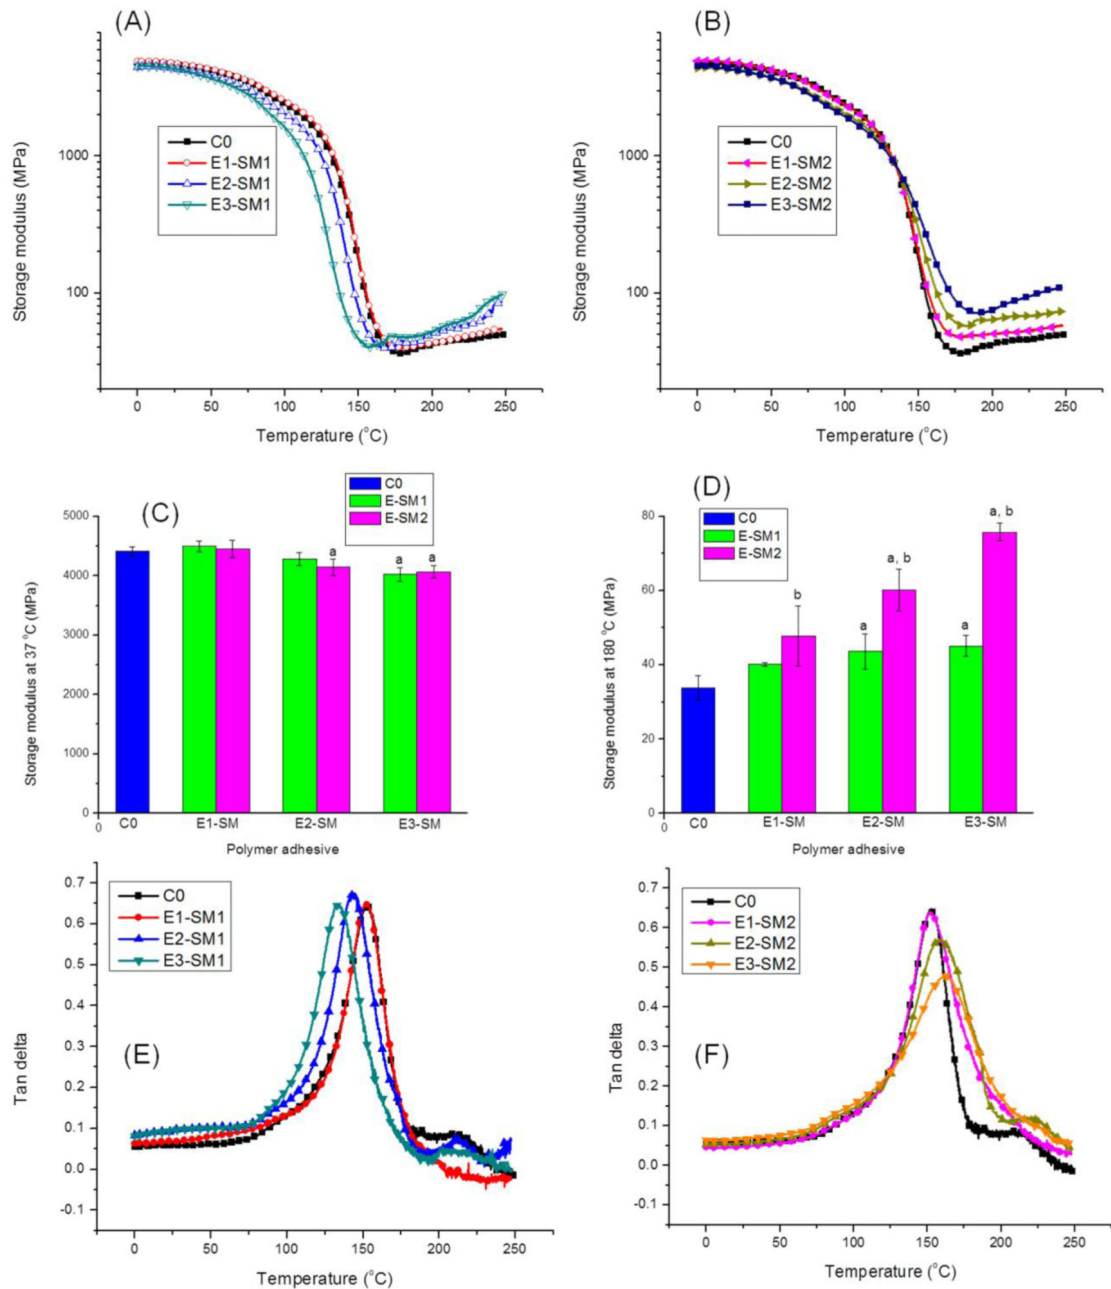 (A)
Storage modulus (MPa)
1000
100
C0
E1-SM1
E2-SM1
E3-SM1
0 50 100 150 200 250
Temperature (°C)
(B)
Storage modulus (MPa)
1000
100
C0
E1-SM2
E2-SM2
E3-SM2
0 50 100 150 200 250
Temperature (°C)
(C)
C0
E-SM1
E-SM2
Storage modulus at 37 °C (MPa)
5000
4000
3000
2000
1000
0
0
a
a a
C0 E1-SM E2-SM E3-SM
Polymer adhesive
(D)
C0
E-SM1
E-SM2
Storage modulus at 180 °C (MPa)
80
60
40
20
0
0
b
a
a, b
a
a, b
C0 E1-SM E2-SM E3-SM
Polymer adhesive
(E)
Tan delta
0.7
0.6
0.5
0.4
0.3
0.2
0.1
0.0
-0.1
C0
E1-SM1
E2-SM1
E3-SM1
0 50 100 150 200 250
Temperature (°C)
(F)
Tan delta
0.7
0.6
0.5
0.4
0.3
0.2
0.1
0.0
-0.1
C0
E1-SM2
E2-SM2
E3-SM2
0 50 100 150 200 250
Temperature (°C)